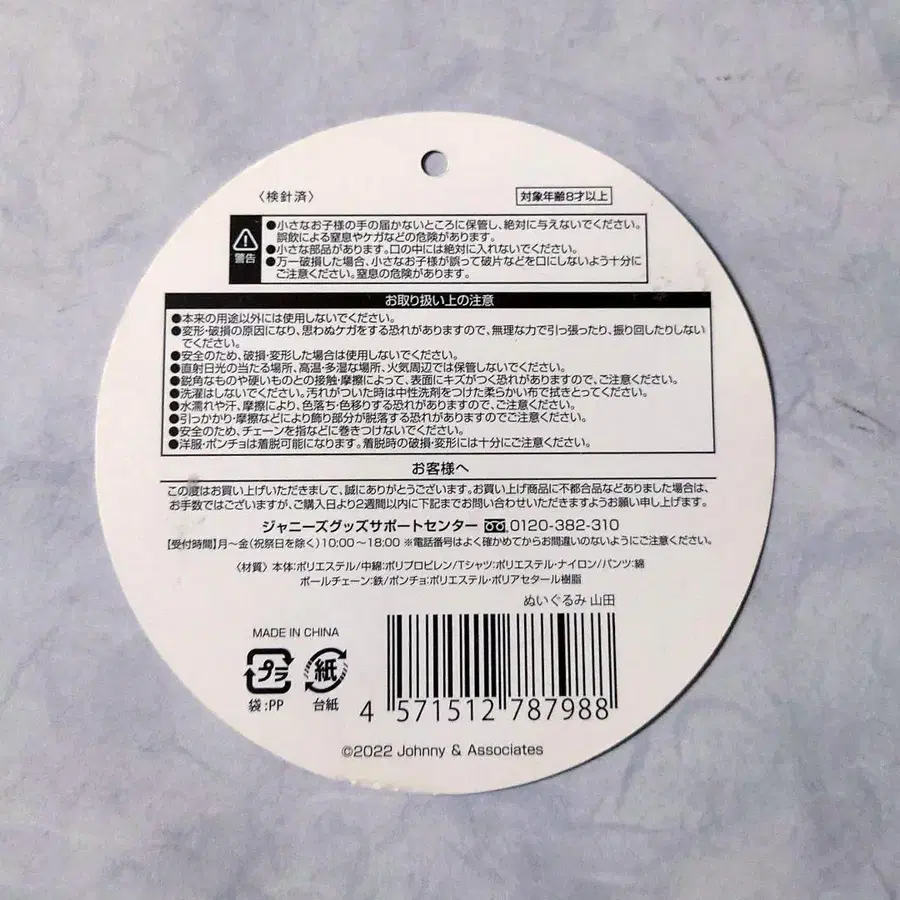 〈検針済〉
対象年齢8才以上
警告
●小さなお子様の手の届かないところに保管し、絶対に与えないでください。
誤飲による窒息やケガなどの危険があります。
●小さな部品があります。口の中には絶対に入れないでください。
●万一破損した場合、小さなお子様が誤って破片などを口にしないよう十分に
ご注意ください。窒息の危険があります。
お取り扱い上の注意
●本来の用途以外には使用しないでください。
●変形・破損の原因になり、思わぬケガをする恐れがありますので、無理な力で引っ張ったり、振り回したりしない
でください。
●安全のため、破損・変形した場合は使用しないでください。
●直射日光の当たる場所、高温・多湿な場所、火気周辺では保管しないでください。
●鋭角なものや硬いものとの接触・摩擦によって、表面にキズがつく恐れがありますので、ご注意ください。
●洗濯はしないでください。汚れがついた時は中性洗剤をつけた柔らかい布で拭きとってください。
●水濡れや汗、摩擦により、色落ち・色移りする恐れがありますので、ご注意ください。
●引っかかり・摩擦などにより飾り部分が脱落する恐れがありますのでご注意ください。
●安全のため、チェーンを指などに巻きつけないでください。
●洋服・ポンチョは着脱可能になります。着脱時の破損・変形には十分にご注意ください。
お客様へ
この度はお買い上げいただきまして、誠にありがとうございます。お買い上げ商品に不都合品などありました場合は、
お手数ではございますが、ご購入日より2週間以内に下記までお問い合わせいただきますようお願い申し上げます。
ジャニーズグッズサポートセンター 0120-382-310
【受付時間】月〜金(祝祭日を除く)10:00〜18:00 ※電話番号はよく確かめてからお間違いのないようにご注意ください。
〈材質〉本体:ポリエステル/中綿:ポリプロピレン/Tシャツ:ポリエステル・ナイロン/パンツ:綿
ボールチェーン:鉄/ポンチョ:ポリエステル・ポリアセタール樹脂
ぬいぐるみ 山田
MADE IN CHINA
プラ
紙
袋:PP
台紙
4 571512 787988
©2022 Johnny & Associates